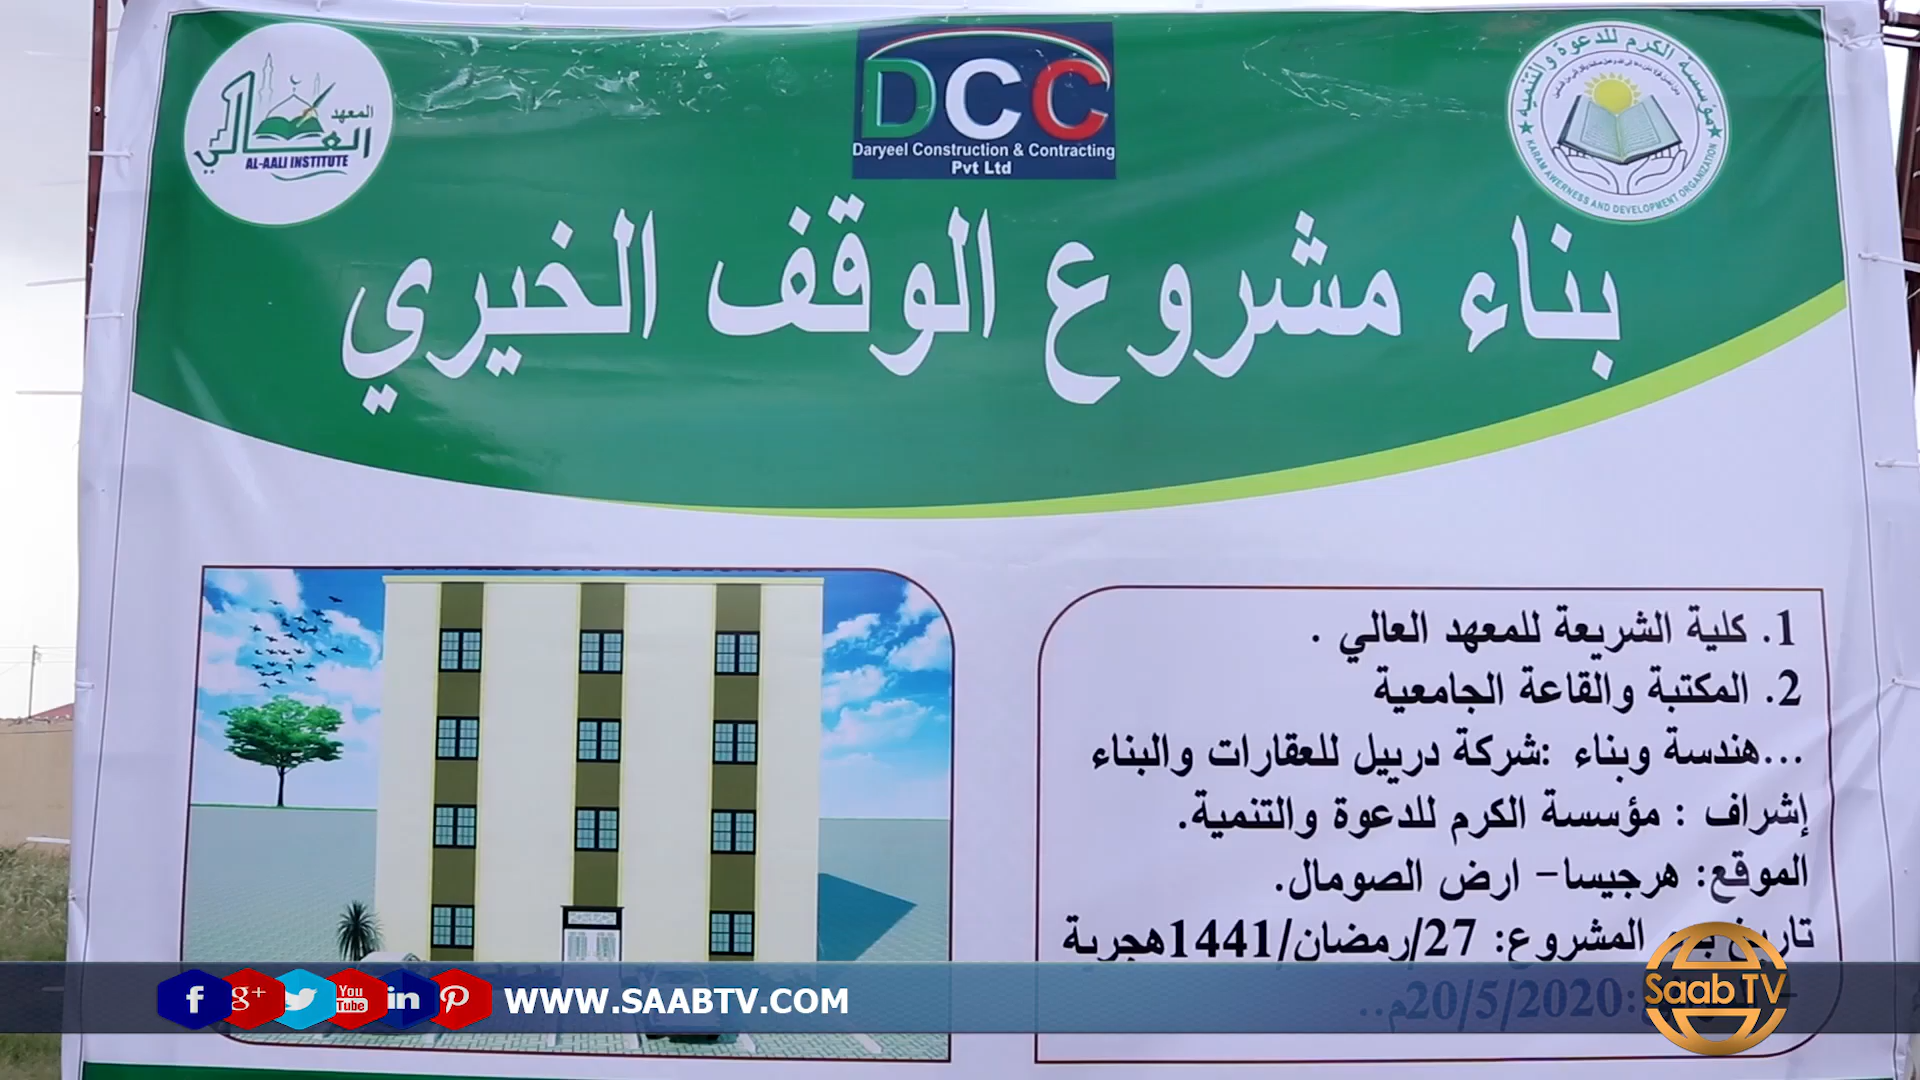 المعهد
العالي
AL-AALI INSTITUTE
DCC
Daryeel Construction & Contracting
Pvt Ltd
مؤسسة الكرم للدعوة والتنمية
KARAM AWERNESS AND DEVELOPMENT ORGANIZATION
بناء مشروع الوقف الخيري
1. كلية الشريعة للمعهد العالي .
2. المكتبة والقاعة الجامعية
...هندسة وبناء :شركة درييل للعقارات والبناء
إشراف : مؤسسة الكرم للدعوة والتنمية.
الموقع: هرجيسا- ارض الصومال.
تاريخ المشروع: 27/رمضان/1441هجرية
20/5/2020م..
f g+ You Tube in
WWW.SAABTV.COM
Saab TV